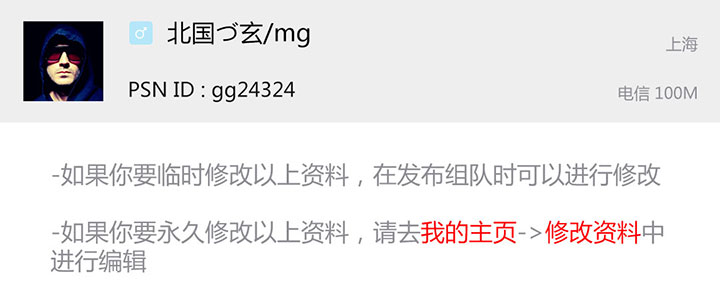 北国づ玄/mg
上海
PSN ID : gg24324
电信 100M
-如果你要临时修改以上资料，在发布组队时可以进行修改
-如果你要永久修改以上资料，请去我的主页->修改资料中
进行编辑